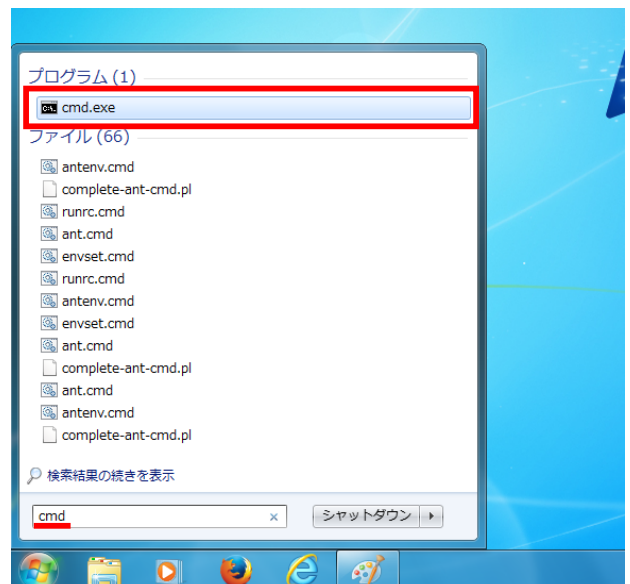 プログラム (1)
cmd.exe
ファイル (66)
antenv.cmd
complete-ant-cmd.pl
runrc.cmd
ant.cmd
envset.cmd
runrc.cmd
antenv.cmd
envset.cmd
ant.cmd
complete-ant-cmd.pl
ant.cmd
antenv.cmd
complete-ant-cmd.pl
検索結果の続きを表示
cmd × シャットダウン